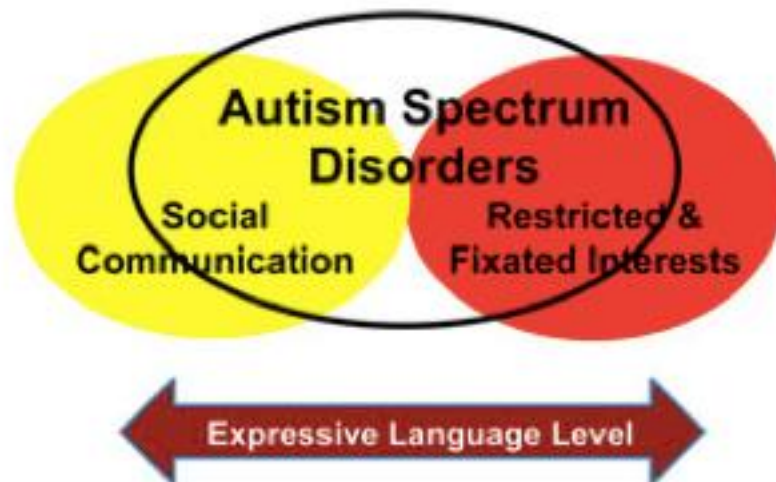 Autism Spectrum
Disorders
Social
Communication
Restricted &
Fixated Interests
Expressive Language Level